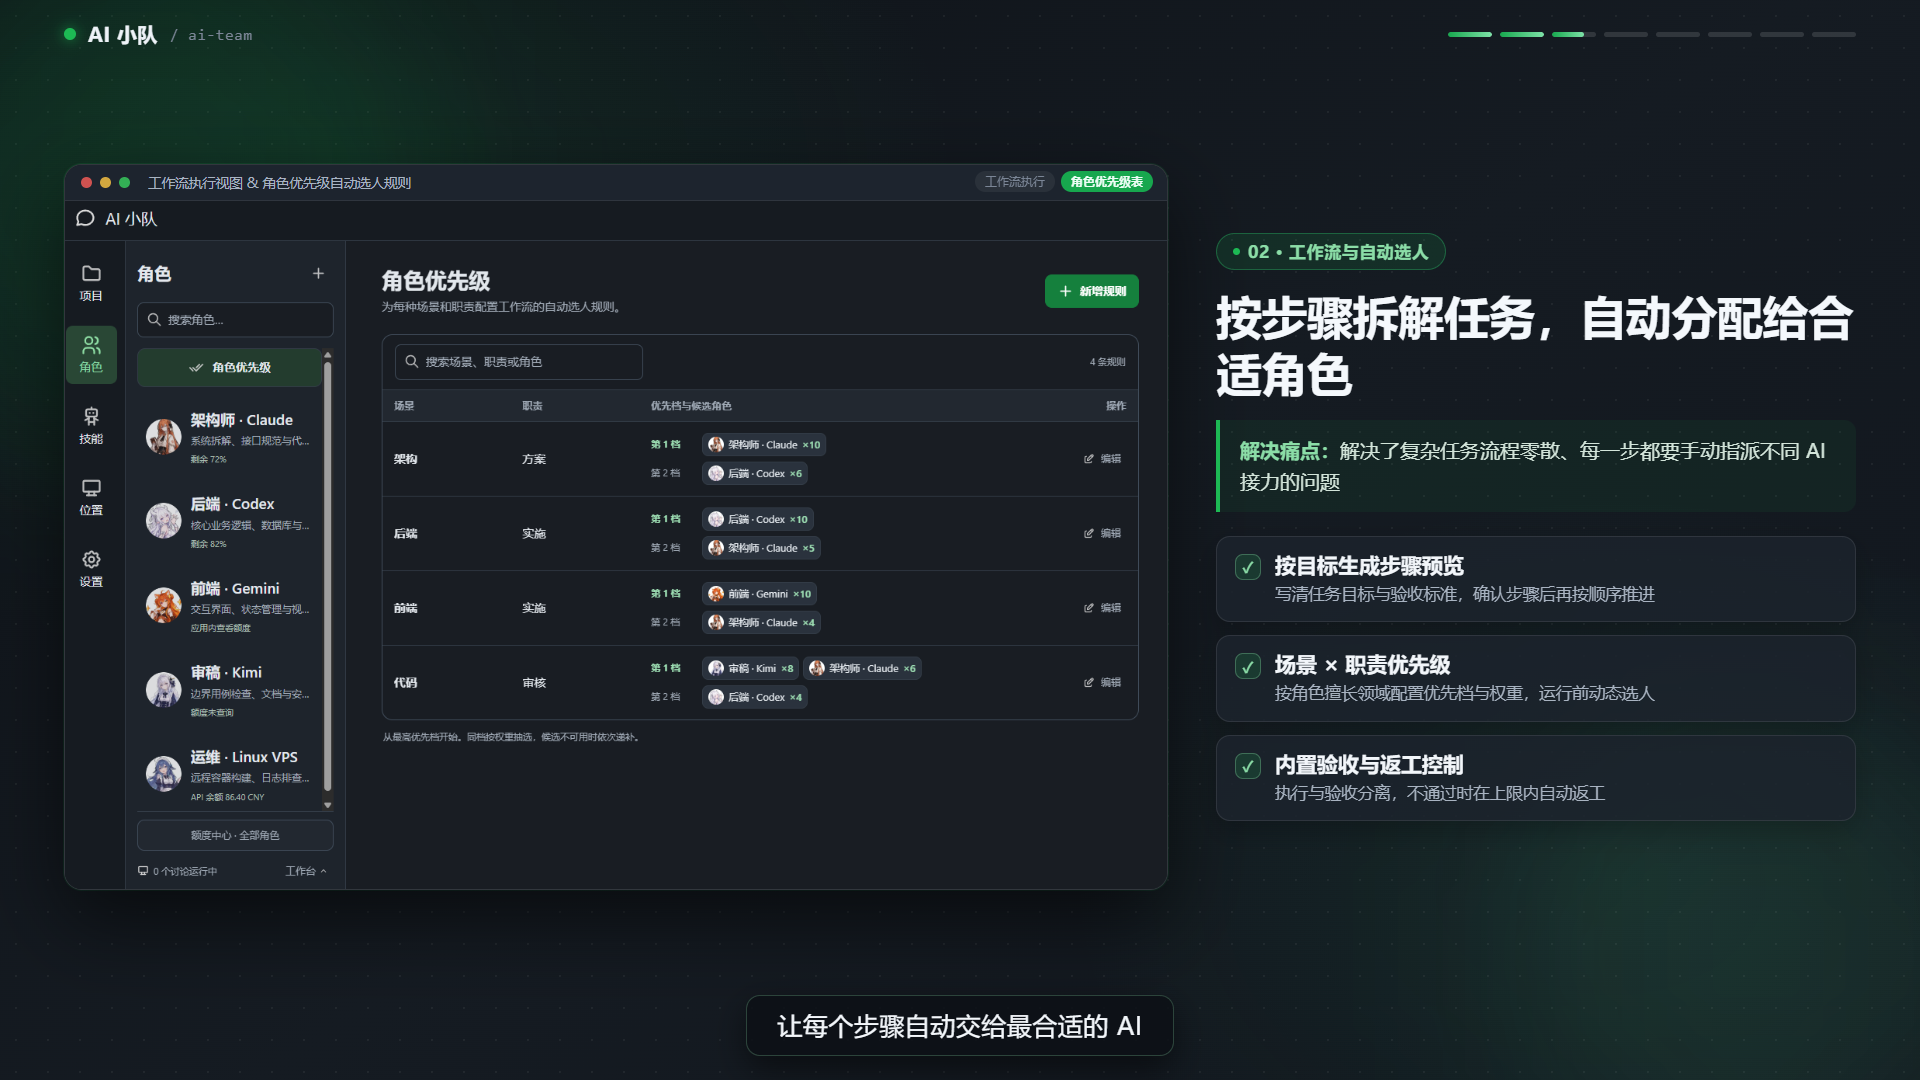 AI 小队 / ai-team
工作流执行视图 & 角色优先级自动选人规则
工作流执行
角色优先级表
AI 小队
项目
角色
技能
位置
设置
角色
搜索角色...
角色优先级
架构师 · Claude
系统拆解、接口规范与代...
剩余 72%
后端 · Codex
核心业务逻辑、数据库与...
剩余 82%
前端 · Gemini
交互界面、状态管理与视...
应用内查看额度
审稿 · Kimi
边界用例检查、文档与安...
额度未查询
运维 · Linux VPS
远程容器构建、日志排查...
API 余额 86.40 CNY
额度中心 · 全部角色
0 个讨论运行中
工作台
角色优先级
为每种场景和职责配置工作流的自动选人规则。
新增规则
搜索场景、职责或角色
4 条规则
场景 职责 优先档与候选角色 操作
架构 方案 第 1 档 架构师 · Claude ×10 编辑
第 2 档 后端 · Codex ×6
后端 实施 第 1 档 后端 · Codex ×10 编辑
第 2 档 架构师 · Claude ×5
前端 实施 第 1 档 前端 · Gemini ×10 编辑
第 2 档 架构师 · Claude ×4
代码 审核 第 1 档 审稿 · Kimi ×8 架构师 · Claude ×6 编辑
第 2 档 后端 · Codex ×4
从最高优先档开始。同档按权重抽选，候选不可用时依次递补。
02 • 工作流与自动选人
按步骤拆解任务，自动分配给合
适角色
解决痛点：解决了复杂任务流程零散、每一步都要手动指派不同 AI
接力的问题
按目标生成步骤预览
写清任务目标与验收标准，确认步骤后再按顺序推进
场景 × 职责优先级
按角色擅长领域配置优先档与权重，运行前动态选人
内置验收与返工控制
执行与验收分离，不通过时在上限内自动返工
让每个步骤自动交给最合适的 AI